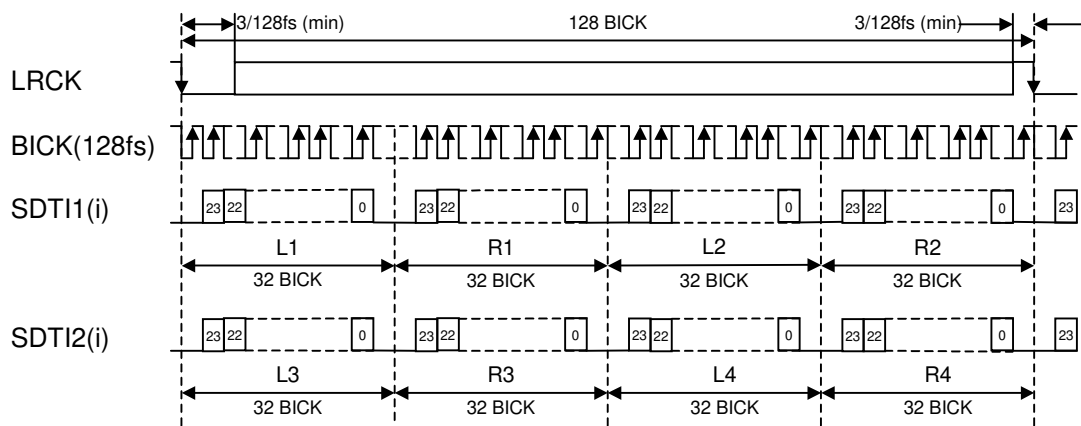 3/128fs (min) 128 BICK 3/128fs (min)
LRCK
BICK(128fs)
SDTI1(i) 23 22 0 23 22 0 23 22 0 23 22 0 23
L1 R1 L2 R2
32 BICK 32 BICK 32 BICK 32 BICK
SDTI2(i) 23 22 0 23 22 0 23 22 0 23 22 0 23
L3 R3 L4 R4
32 BICK 32 BICK 32 BICK 32 BICK